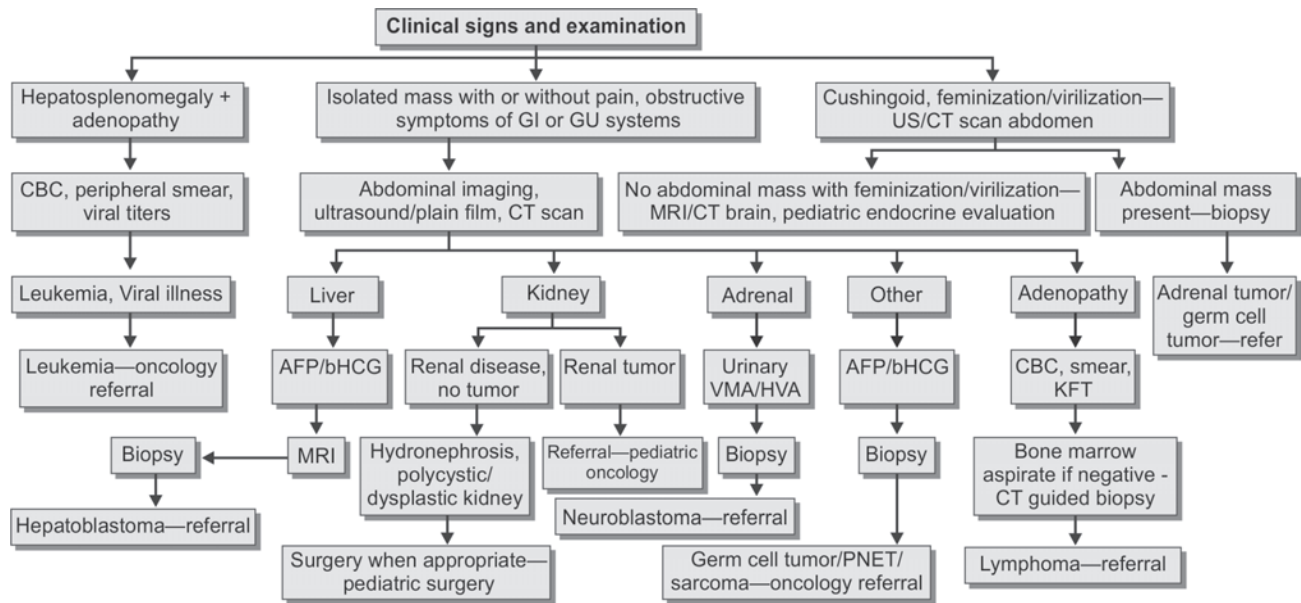 Clinical signs and examination
Hepatosplenomegaly +
adenopathy
Isolated mass with or without pain, obstructive
symptoms of GI or GU systems
Cushingoid, feminization/virilization—
US/CT scan abdomen
CBC, peripheral smear,
viral titers
Abdominal imaging,
ultrasound/plain film, CT scan
No abdominal mass with feminization/virilization—
MRI/CT brain, pediatric endocrine evaluation
Abdominal mass
present—biopsy
Leukemia, Viral illness
Liver
Kidney
Adrenal
Other
Adenopathy
Adrenal tumor/
germ cell
tumor—refer
Leukemia—oncology
referral
AFP/bHCG
Renal disease,
no tumor
Renal tumor
Urinary
VMA/HVA
AFP/bHCG
CBC, smear,
KFT
Biopsy
MRI
Hydronephrosis,
polycystic/
dysplastic kidney
Referral—pediatric
oncology
Biopsy
Biopsy
Bone marrow
aspirate if negative -
CT guided biopsy
Hepatoblastoma—referral
Neuroblastoma—referral
Surgery when appropriate—
pediatric surgery
Germ cell tumor/PNET/
sarcoma—oncology referral
Lymphoma—referral